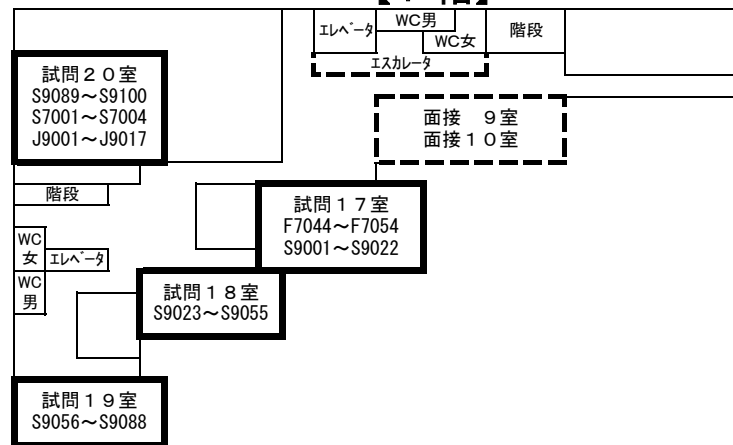 エレベータ
WC男
WC女
階段
エスカレータ
試問２０室
S9089～S9100
S7001～S7004
J9001～J9017
面接　９室
面接１０室
階段
試問１７室
F7044～F7054
S9001～S9022
WC
女
エレベータ
WC
男
試問１８室
S9023～S9055
試問１９室
S9056～S9088